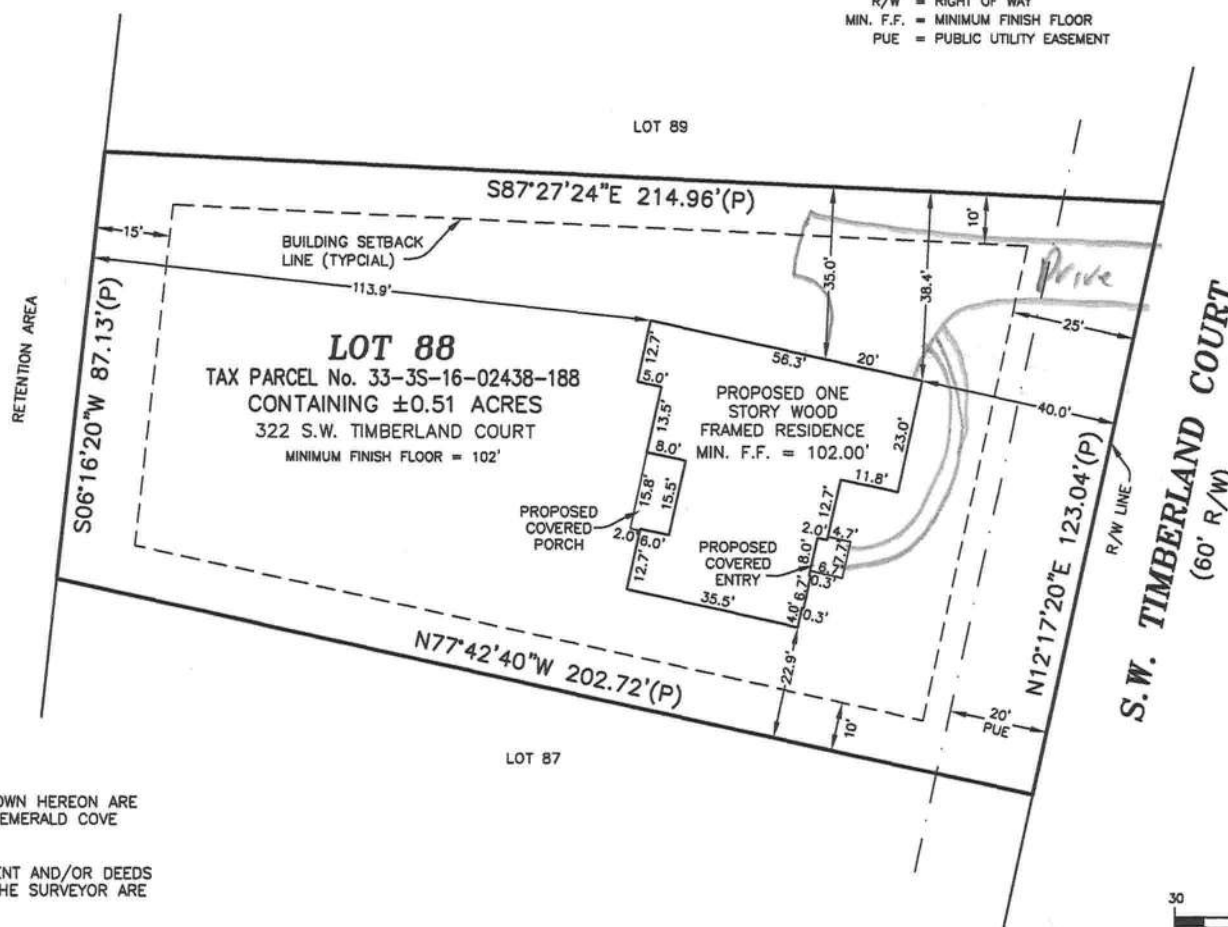 R/W = RIGHT OF WAY
MIN. F.F. = MINIMUM FINISH FLOOR
PUE = PUBLIC UTILITY EASEMENT
LOT 89
S87°27'24"E 214.96'(P)
10'
15'
BUILDING SETBACK
LINE (TYPCIAL)
35.0'
38.4'
Drive
25'
113.9'
RETENTION AREA
S06°16'20"W 87.13'(P)
LOT 88
TAX PARCEL No. 33-3S-16-02438-188
CONTAINING ±0.51 ACRES
322 S.W. TIMBERLAND COURT
MINIMUM FINISH FLOOR = 102'
12.7'
56.3'
20'
5.0'
13.5'
PROPOSED ONE
STORY WOOD
FRAMED RESIDENCE
MIN. F.F. = 102.00'
23.0'
40.0'
8.0'
15.8'
15.5'
11.8'
12.7'
PROPOSED
COVERED
PORCH
2.0'
6.0'
12.7'
PROPOSED
COVERED
ENTRY
2.0'
4.7'
8.0'
7.7'
6.7'
0.3'
6.7'
4.0'
0.3'
35.5'
22.9'
10'
N77°42'40"W 202.72'(P)
20'
PUE
N12°17'20"E 123.04'(P)
R/W LINE
S.W. TIMBERLAND COURT
(60' R/W)
LOT 87
OWN HEREON ARE
EMERALD COVE
ENT AND/OR DEEDS
THE SURVEYOR ARE
30